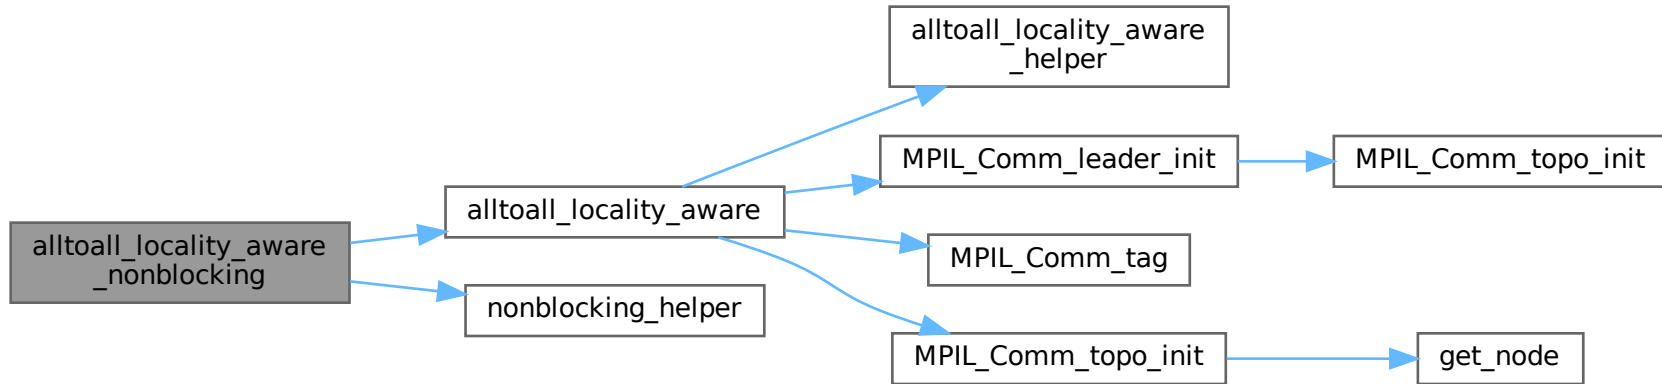 alltoall_locality_aware
_nonblocking
alltoall_locality_aware
nonblocking_helper
alltoall_locality_aware
_helper
MPIL_Comm_leader_init
MPIL_Comm_tag
MPIL_Comm_topo_init
MPIL_Comm_topo_init
get_node